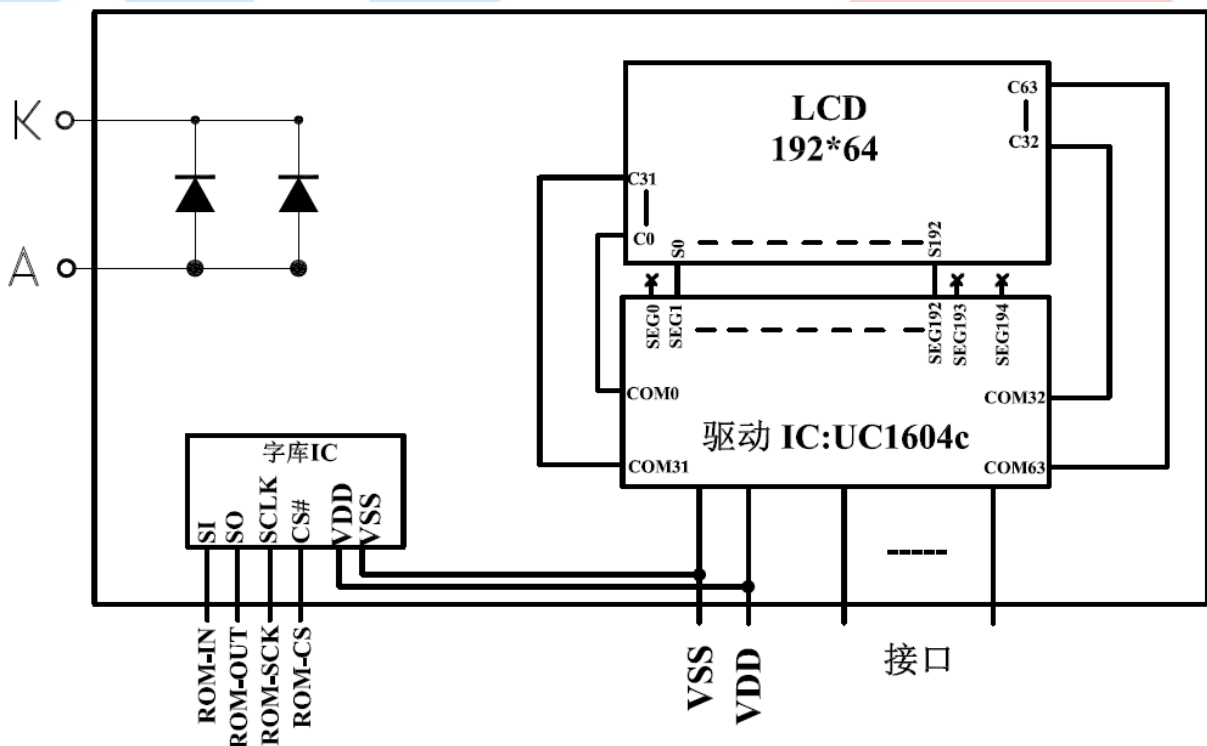 K
A
LCD
192*64
C63
C32
C31
C0
S0
S192
SEG0
SEG1
SEG192
SEG193
SEG194
COM0
COM31
COM32
COM63
驱动 IC:UC1604c
字库IC
SI
SO
SCLK
CS#
VDD
VSS
ROM-IN
ROM-OUT
ROM-SCK
ROM-CS
VSS
VDD
接口